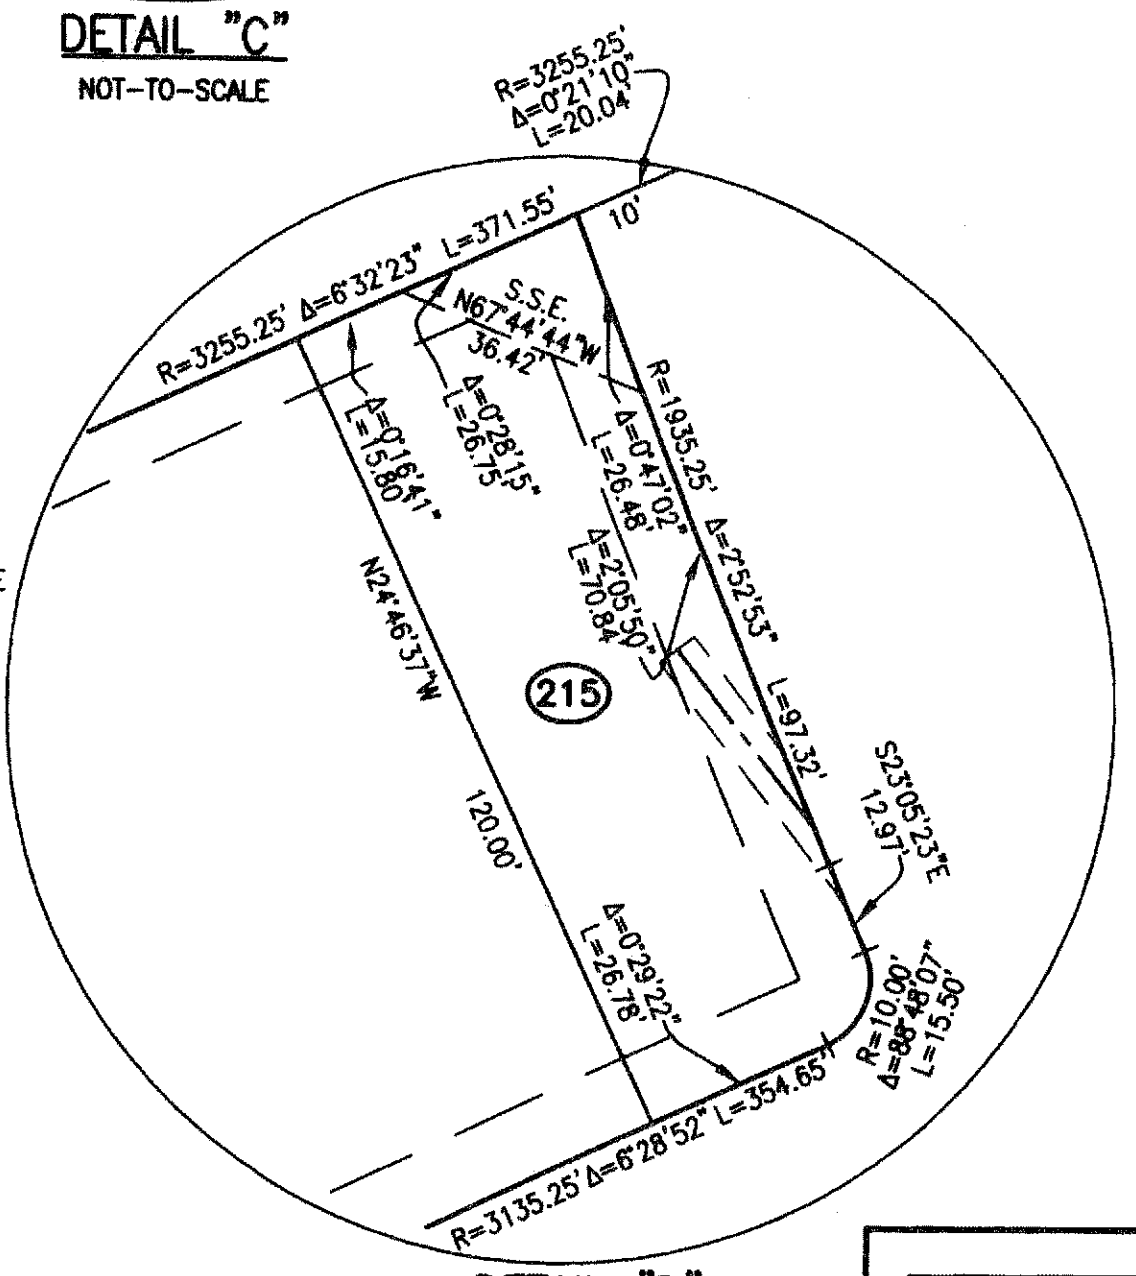 DETAIL "C"
NOT-TO-SCALE
R=3255.25'
Δ=0°21'10"
L=20.04'
R=3255.25' Δ=6°32'23" L=371.55'
10'
S.S.E.
N67°44'44"W
36.42'
Δ=0°16'41"
L=15.80'
Δ=0°28'15"
L=26.75'
Δ=0°47'02"
L=26.48'
R=1935.25' Δ=2°52'53" L=97.32'
Δ=2°05'50"
L=70.84'
N24°46'37"W
120.00'
215
S23°05'23"E
12.97'
Δ=0°29'22"
L=26.78'
R=10.00'
Δ=88°48'07"
L=15.50'
R=3135.25' Δ=6°28'52" L=354.65'